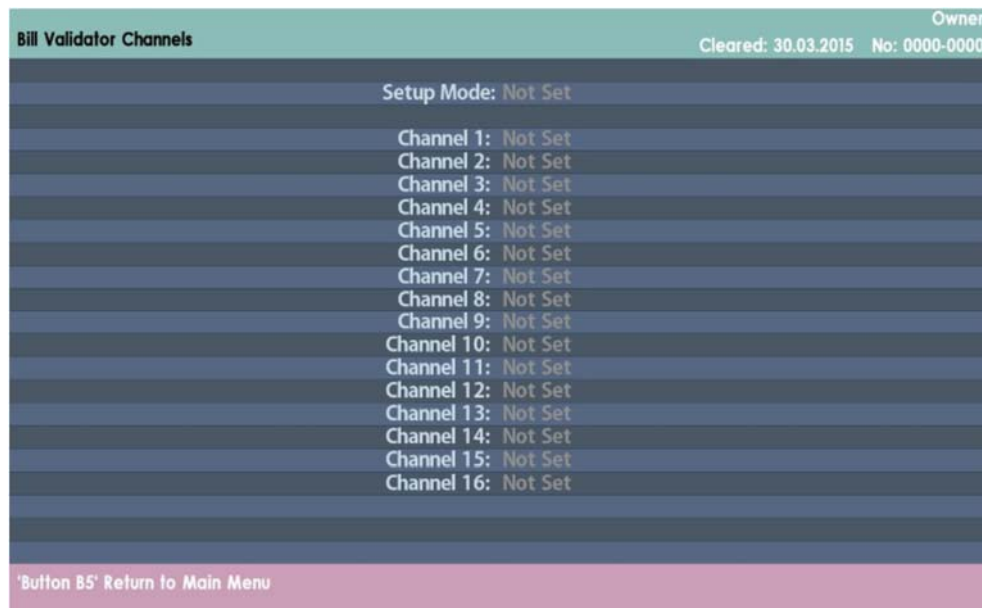 Owner
Bill Validator Channels
Cleared: 30.03.2015 No: 0000-0000
Setup Mode: Not Set
Channel 1: Not Set
Channel 2: Not Set
Channel 3: Not Set
Channel 4: Not Set
Channel 5: Not Set
Channel 6: Not Set
Channel 7: Not Set
Channel 8: Not Set
Channel 9: Not Set
Channel 10: Not Set
Channel 11: Not Set
Channel 12: Not Set
Channel 13: Not Set
Channel 14: Not Set
Channel 15: Not Set
Channel 16: Not Set
'Button B5' Return to Main Menu